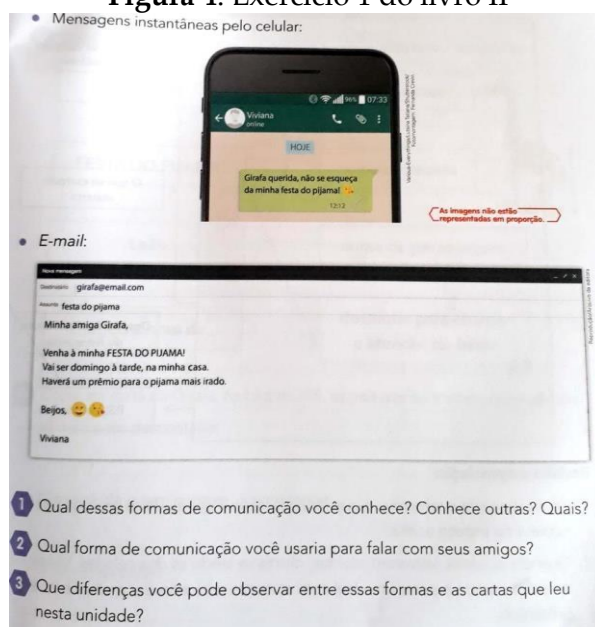 Figura 4: Exercício 1 do livro II
• Mensagens instantâneas pelo celular:
96% 07:33
Viviana
online
HOJE
Girafa querida, não se esqueça
da minha festa do pijama!
12:12
As imagens não estão
representadas em proporção.
• E-mail:
Nova mensagem
Destinatário girafa@email.com
Assunto festa do pijama
Minha amiga Girafa,
Venha à minha FESTA DO PIJAMA!
Vai ser domingo à tarde, na minha casa.
Haverá um prêmio para o pijama mais irado.
Beijos,
Viviana
1 Qual dessas formas de comunicação você conhece? Conhece outras? Quais?
2 Qual forma de comunicação você usaria para falar com seus amigos?
3 Que diferenças você pode observar entre essas formas e as cartas que leu
nesta unidade?